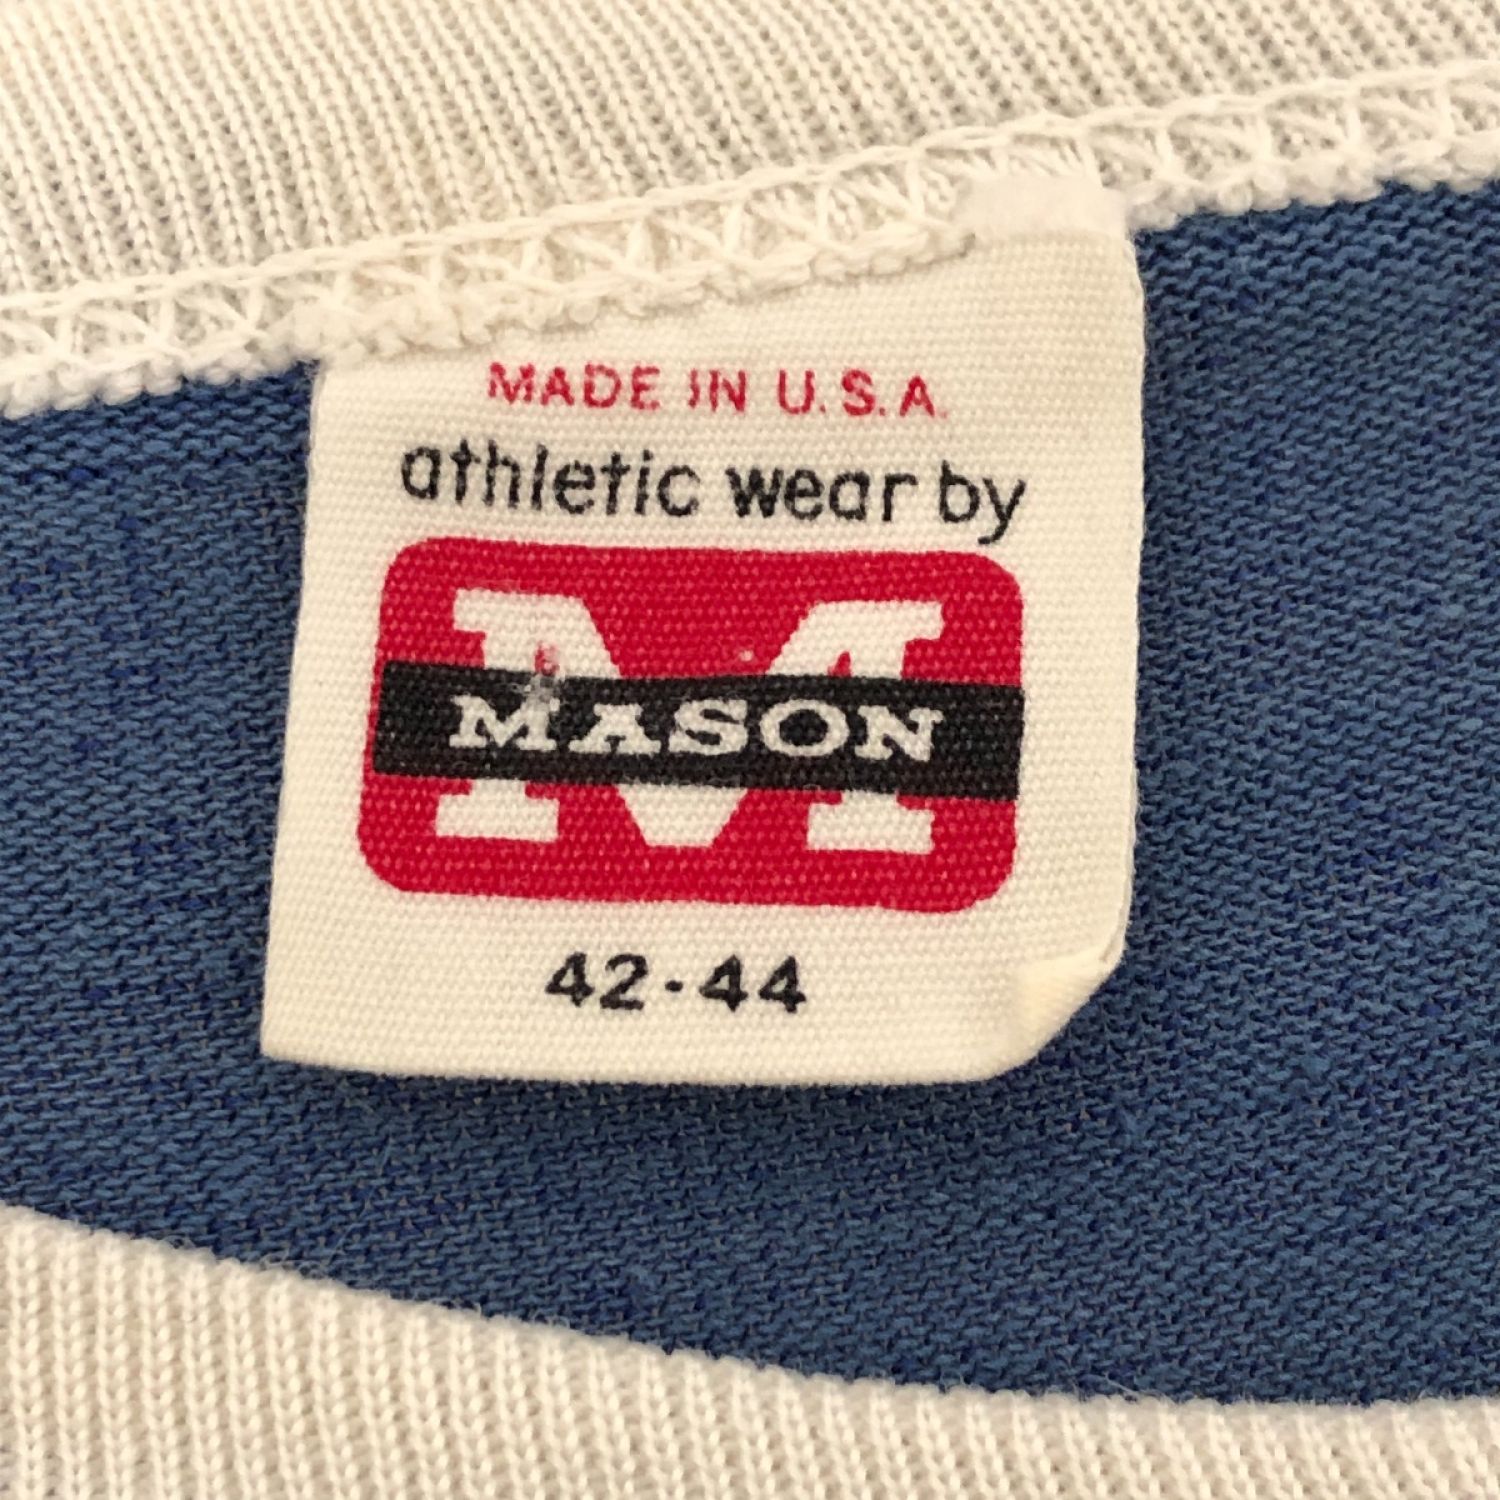 MADE IN U.S.A.
athletic wear by
M
MASON
42-44